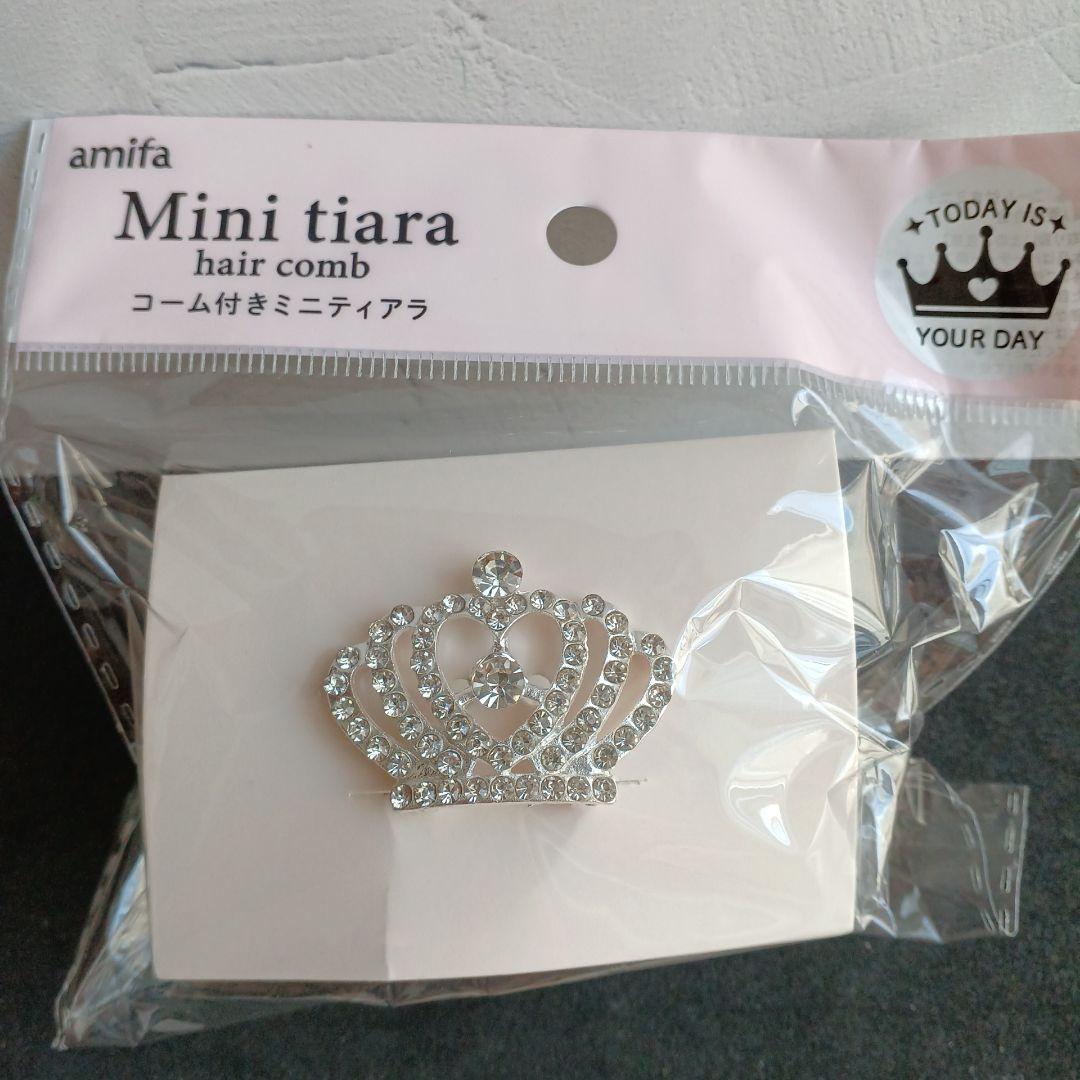 amifa
Mini tiara
hair comb
コーム付きミニティアラ
TODAY IS
YOUR DAY